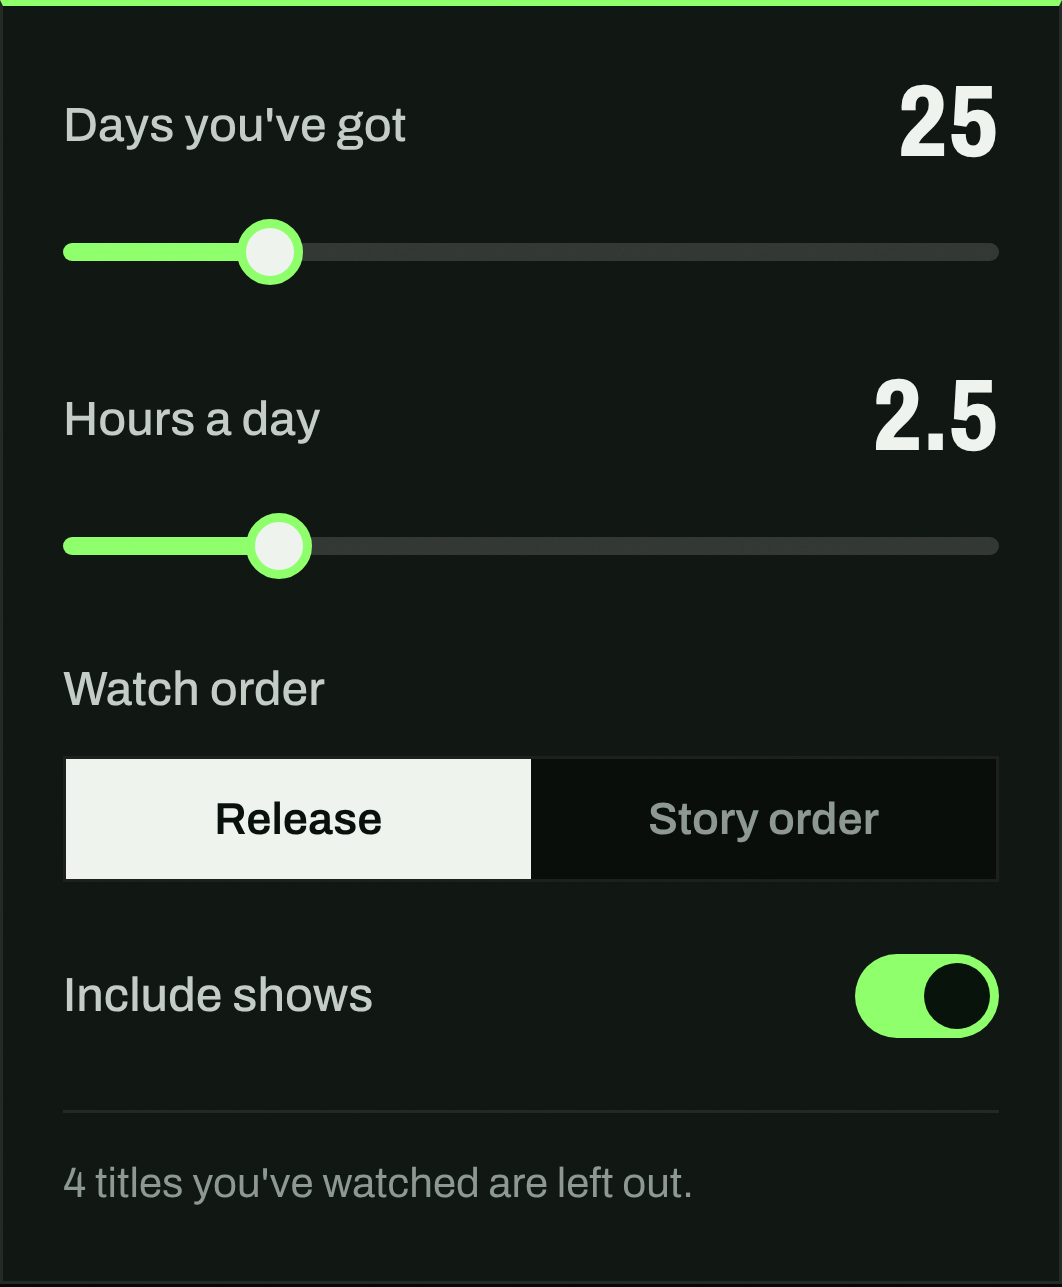 Days you've got 25
Hours a day 2.5
Watch order
Release Story order
Include shows
4 titles you've watched are left out.